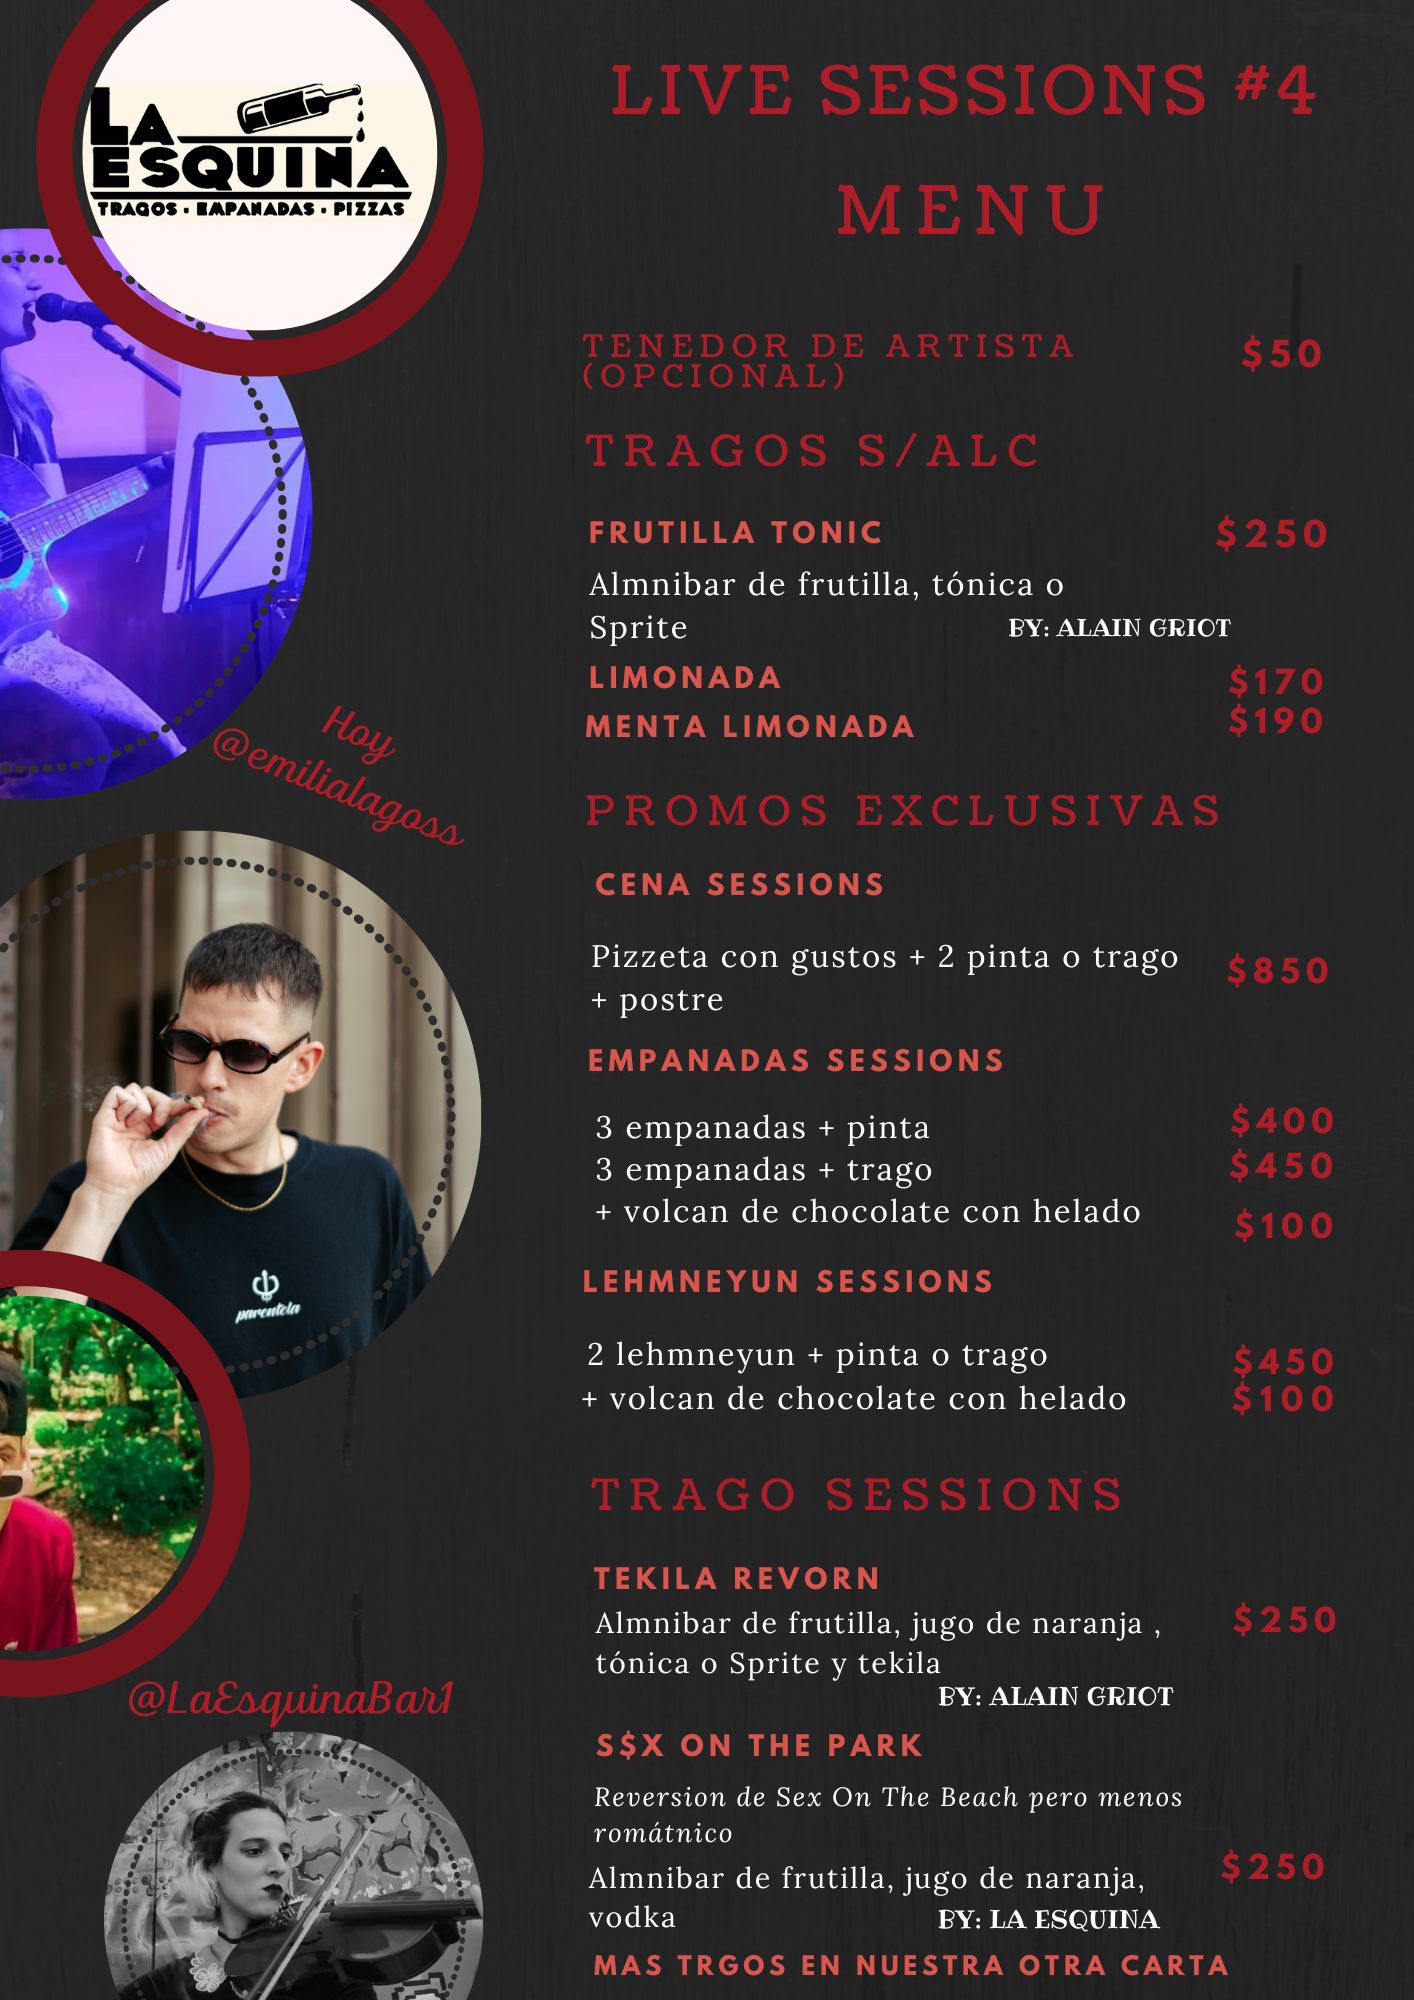 LA
ESQUINA
TRAGOS · EMPANADAS · PIZZAS
LIVE SESSIONS #4
MENU
TENEDOR DE ARTISTA
(OPCIONAL)
$50
TRAGOS S/ALC
FRUTILLA TONIC
$250
Almnibar de frutilla, tónica o
Sprite
BY: ALAIN GRIOT
LIMONADA
$170
MENTA LIMONADA
$190
Hoy
@emilialagoss
PROMOS EXCLUSIVAS
CENA SESSIONS
Pizzeta con gustos + 2 pinta o trago
+ postre
$850
EMPANADAS SESSIONS
3 empanadas + pinta
$400
3 empanadas + trago
$450
+ volcan de chocolate con helado
$100
parentela
LEHMNEYUN SESSIONS
2 lehmneyun + pinta o trago
$450
+ volcan de chocolate con helado
$100
TRAGO SESSIONS
TEKILA REVORN
Almnibar de frutilla, jugo de naranja ,
tónica o Sprite y tekila
$250
BY: ALAIN GRIOT
@LaEsquinaBar1
S$X ON THE PARK
Reversion de Sex On The Beach pero menos
romátnico
Almnibar de frutilla, jugo de naranja,
vodka
$250
BY: LA ESQUINA
MAS TRGOS EN NUESTRA OTRA CARTA